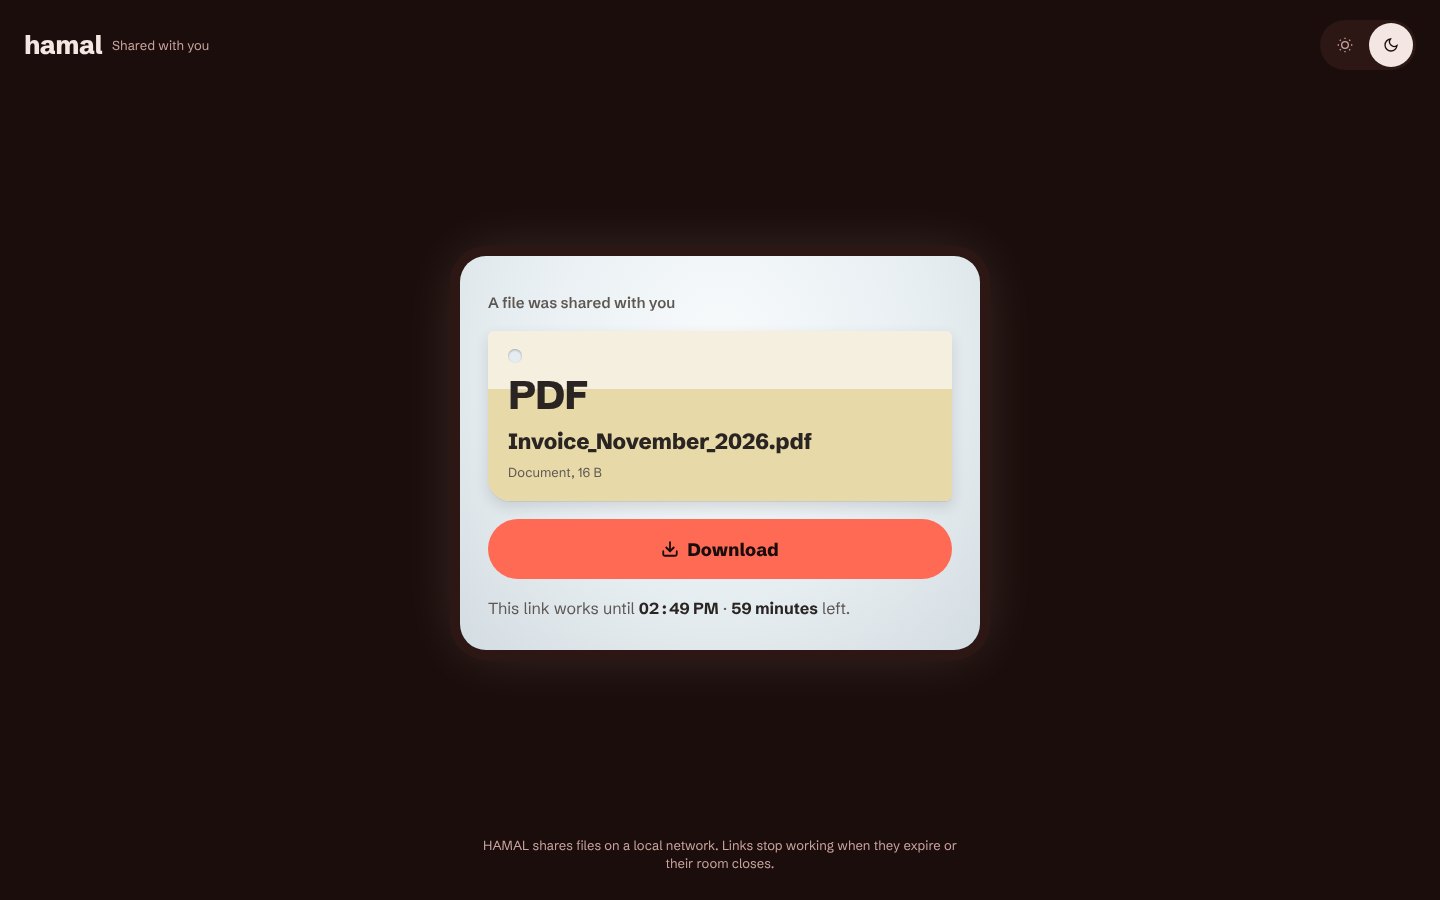 hamal Shared with you
A file was shared with you
PDF
Invoice_November_2026.pdf
Document, 16 B
Download
This link works until 02:49 PM · 59 minutes left.
HAMAL shares files on a local network. Links stop working when they expire or
their room closes.